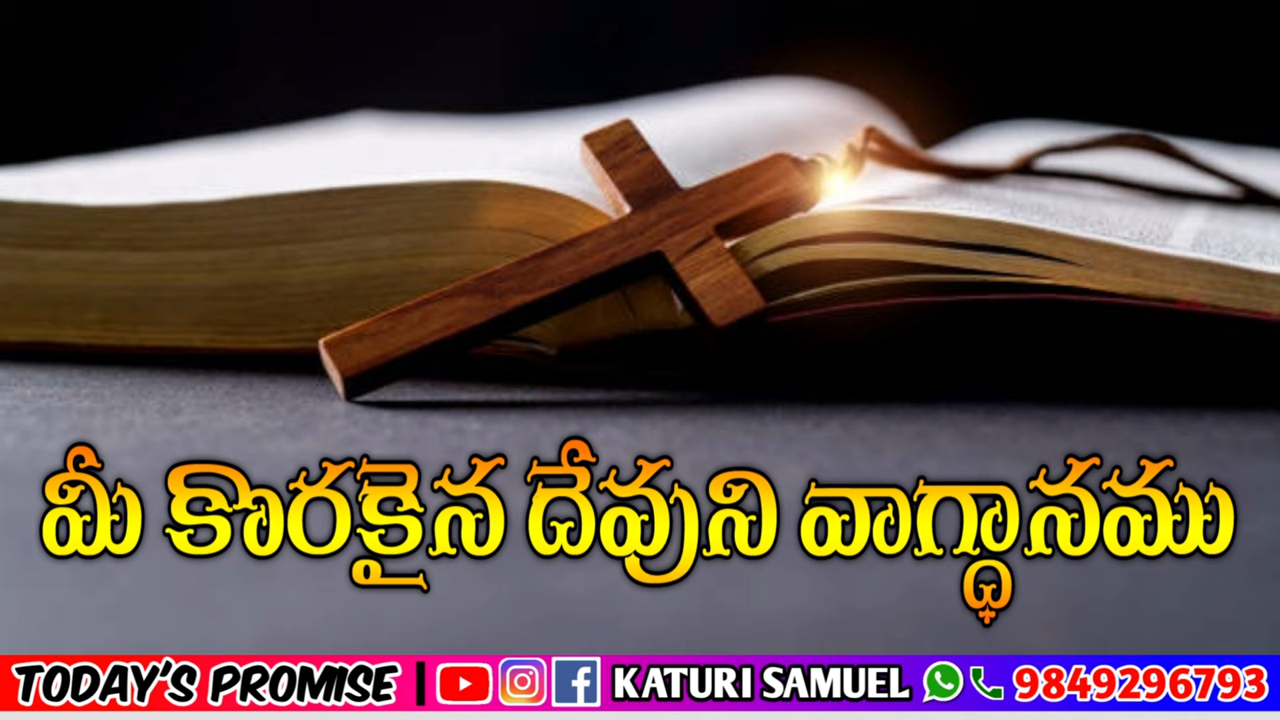 మీ కొరకైన దేవుని వాగ్ధానము
TODAY'S PROMISE | KATURI SAMUEL 9849296793